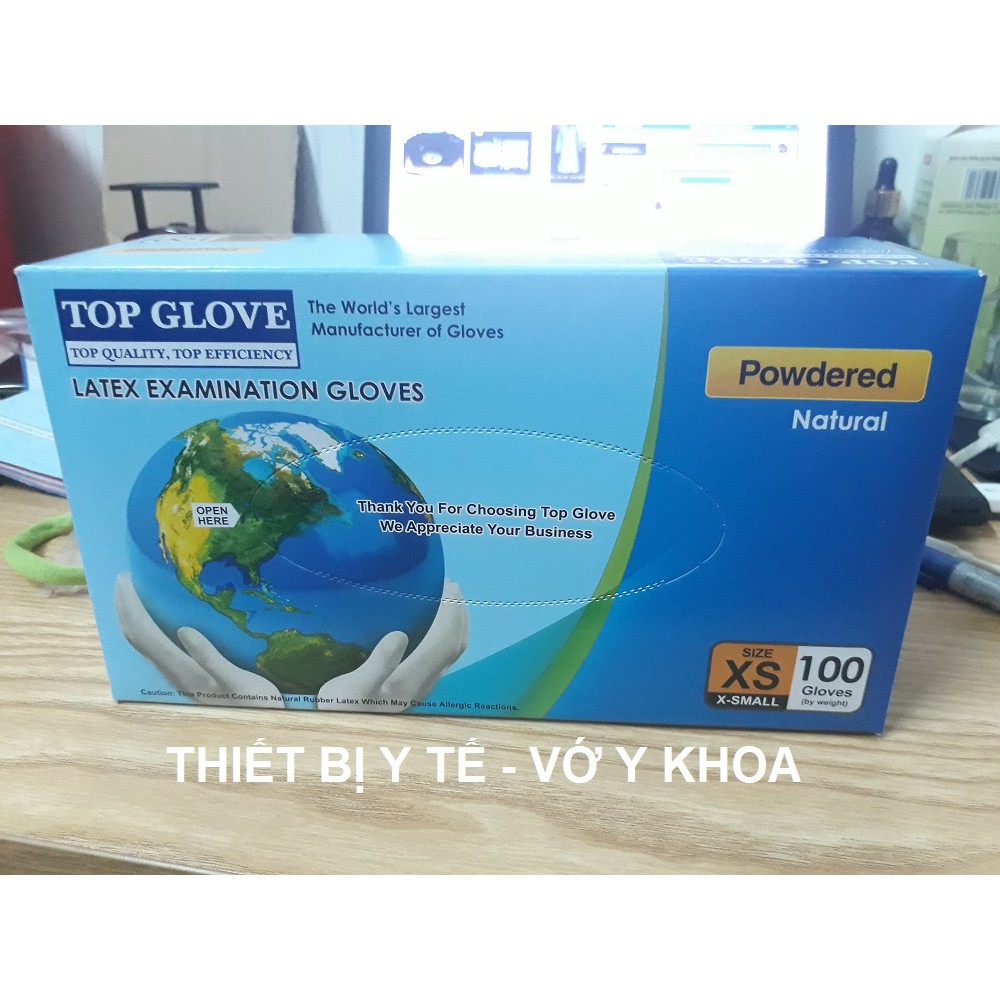 TOP GLOVE
TOP QUALITY, TOP EFFICIENCY
The World's Largest
Manufacturer of Gloves
LATEX EXAMINATION GLOVES
Powdered
Natural
OPEN
HERE
Thank You For Choosing Top Glove
We Appreciate Your Business
SIZE
XS
X-SMALL
100
Gloves
(by weight)
Caution: This Product Contains Natural Rubber Latex Which May Cause Allergic Reactions.
THIẾT BỊ Y TẾ - VỚ Y KHOA